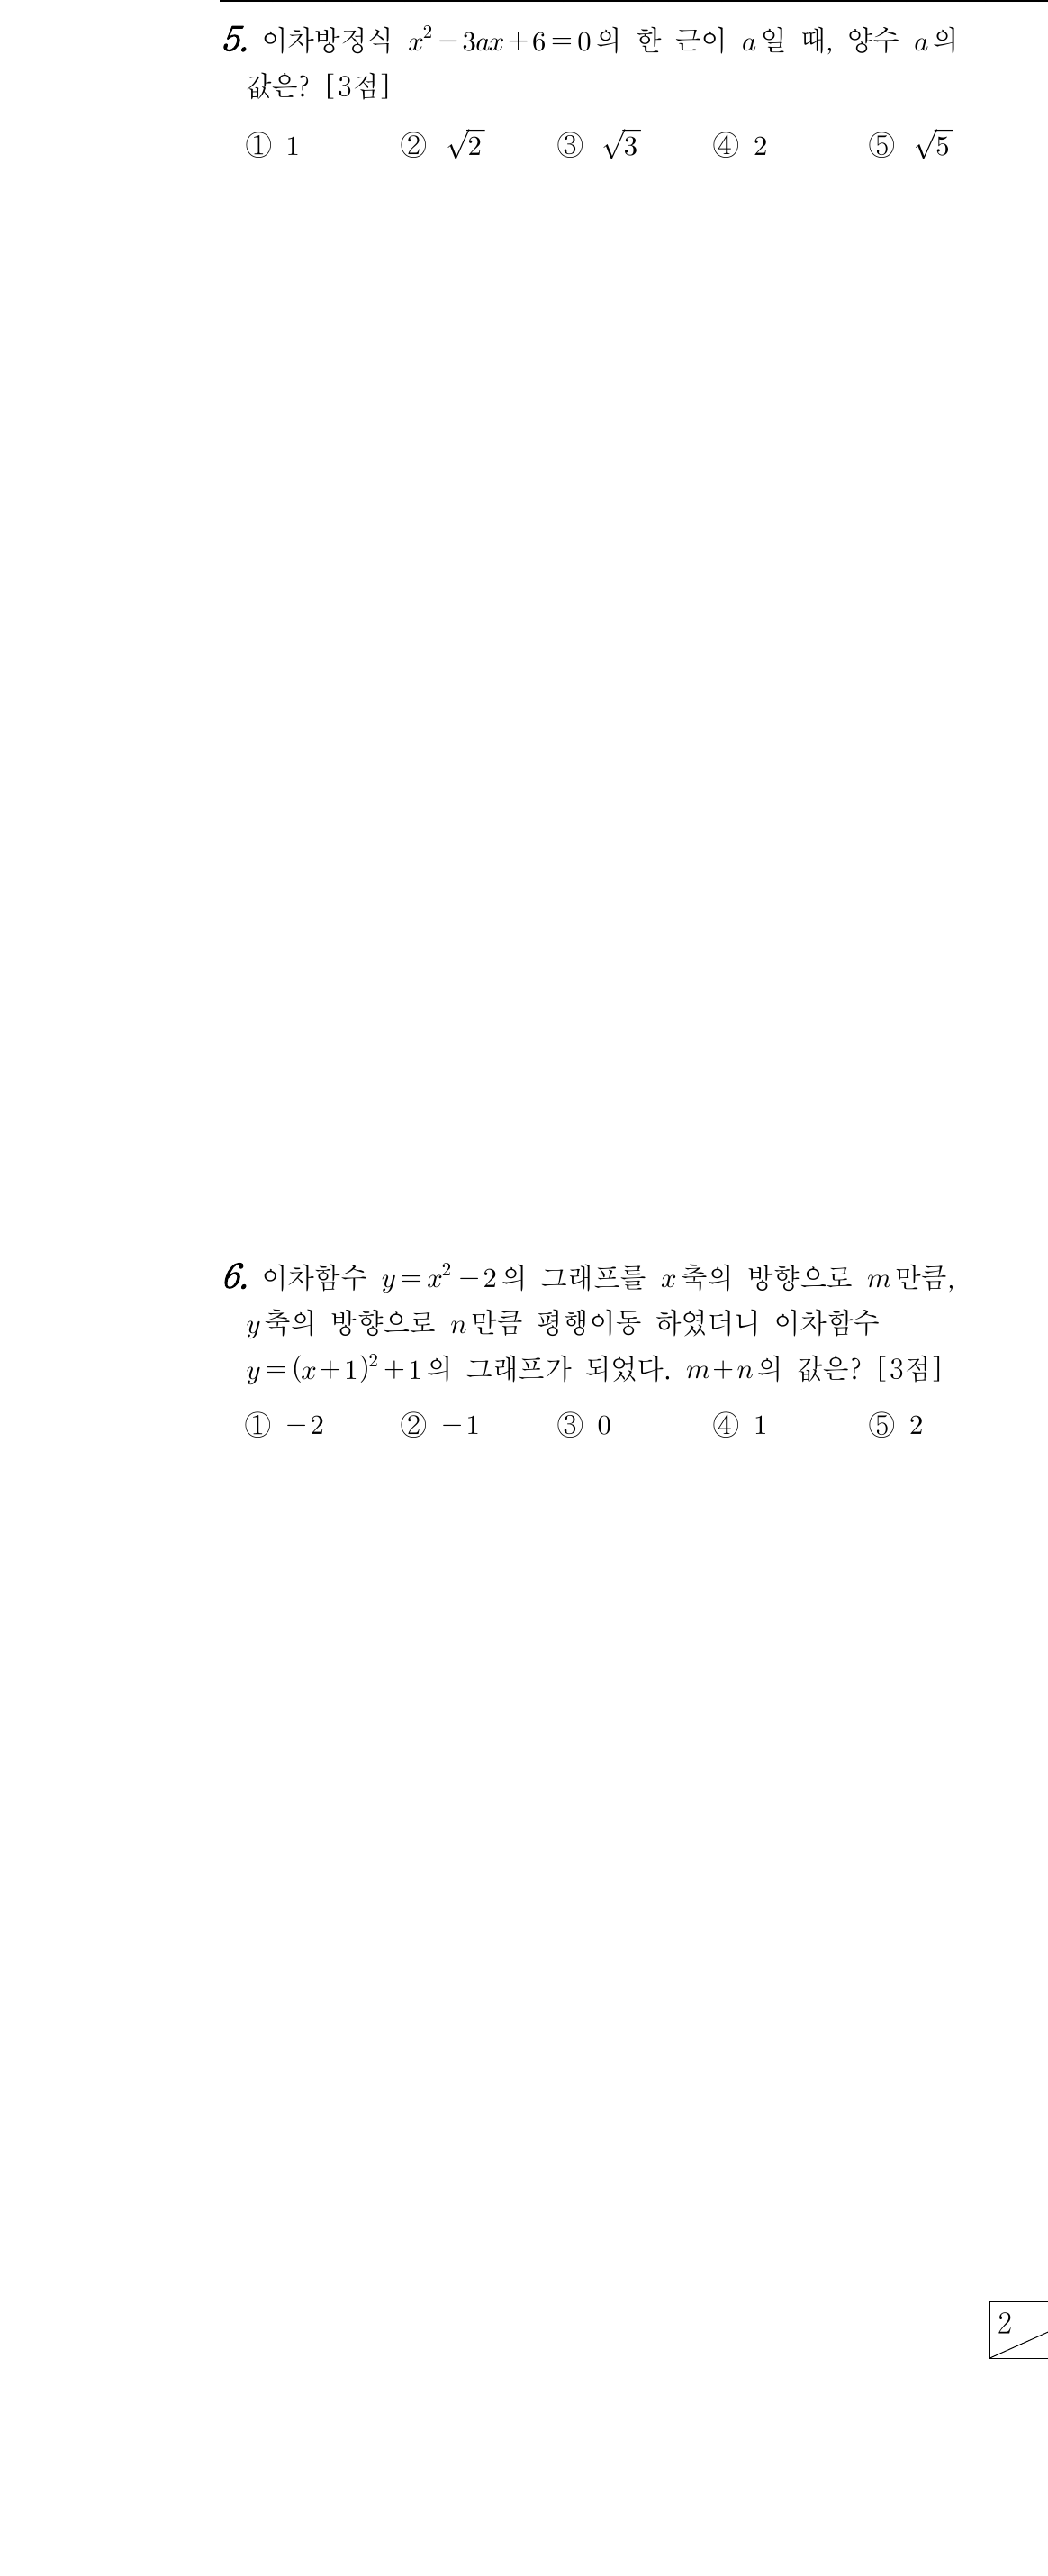 5. 이차방정식 x²−3ax+6=0의 한 근이 a일 때, 양수 a의
값은? [3점]
① 1 ② √2 ③ √3 ④ 2 ⑤ √5
6. 이차함수 y=x²−2의 그래프를 x축의 방향으로 m만큼,
y축의 방향으로 n만큼 평행이동 하였더니 이차함수
y=(x+1)²+1의 그래프가 되었다. m+n의 값은? [3점]
① −2 ② −1 ③ 0 ④ 1 ⑤ 2
2